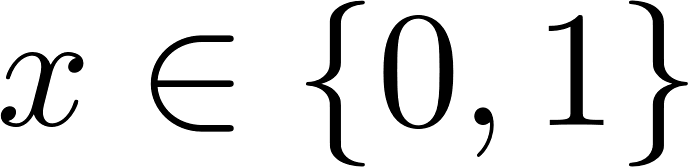 x ∈ {0, 1}